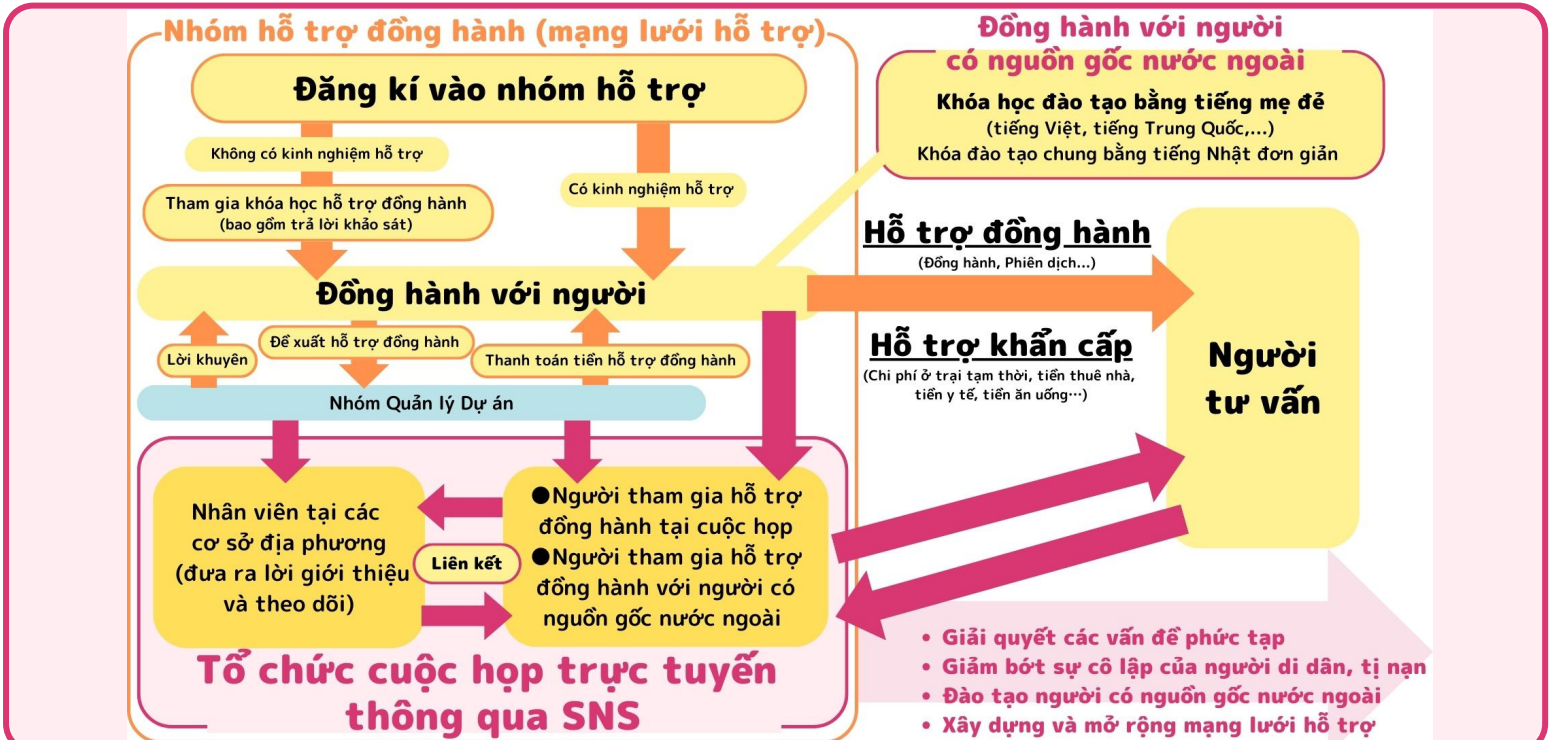 Nhóm hỗ trợ đồng hành (mạng lưới hỗ trợ)
Đăng kí vào nhóm hỗ trợ
Không có kinh nghiệm hỗ trợ
Tham gia khóa học hỗ trợ đồng hành
(bao gồm trả lời khảo sát)
Có kinh nghiệm hỗ trợ
Đồng hành với người
Lời khuyên
Để xuất hỗ trợ đồng hành
Thanh toán tiền hỗ trợ đồng hành
Nhóm Quản lý Dự án
Nhân viên tại các
cơ sở địa phương
(đưa ra lời giới thiệu
và theo dõi)
Liên kết
●Người tham gia hỗ trợ
đồng hành tại cuộc họp
●Người tham gia hỗ trợ
đồng hành với người có
nguồn gốc nước ngoài
Tổ chức cuộc họp trực tuyến
thông qua SNS
Đồng hành với người
có nguồn gốc nước ngoài
Khóa học đào tạo bằng tiếng mẹ đẻ
(tiếng Việt, tiếng Trung Quốc,...)
Khóa đào tạo chung bằng tiếng Nhật đơn giản
Hỗ trợ đồng hành
(Đồng hành, Phiên dịch...)
Hỗ trợ khẩn cấp
(Chi phí ở trại tạm thời, tiền thuê nhà,
tiền y tế, tiền ăn uống…)
Người
tư vấn
• Giải quyết các vấn đề phức tạp
• Giảm bớt sự cô lập của người di dân, tị nạn
• Đào tạo người có nguồn gốc nước ngoài
• Xây dựng và mở rộng mạng lưới hỗ trợ